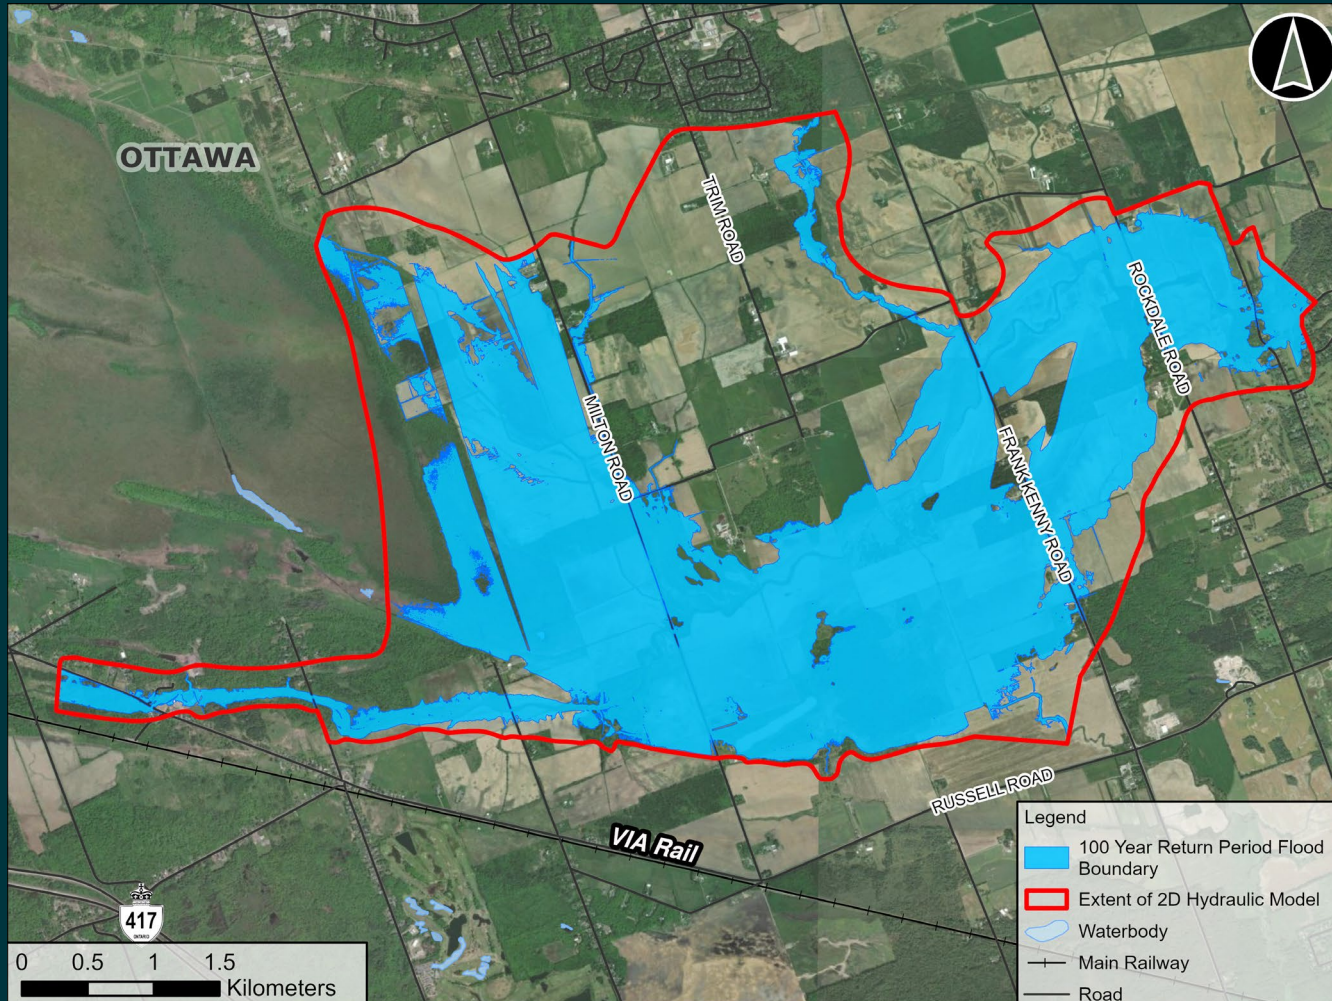 OTTAWA
TRIM ROAD
ROCKDALE ROAD
MILTON ROAD
FRANK KENNY ROAD
RUSSELL ROAD
VIA Rail
417
ONTARIO
Legend
100 Year Return Period Flood
Boundary
Extent of 2D Hydraulic Model
Waterbody
Main Railway
Road
0 0.5 1 1.5
Kilometers